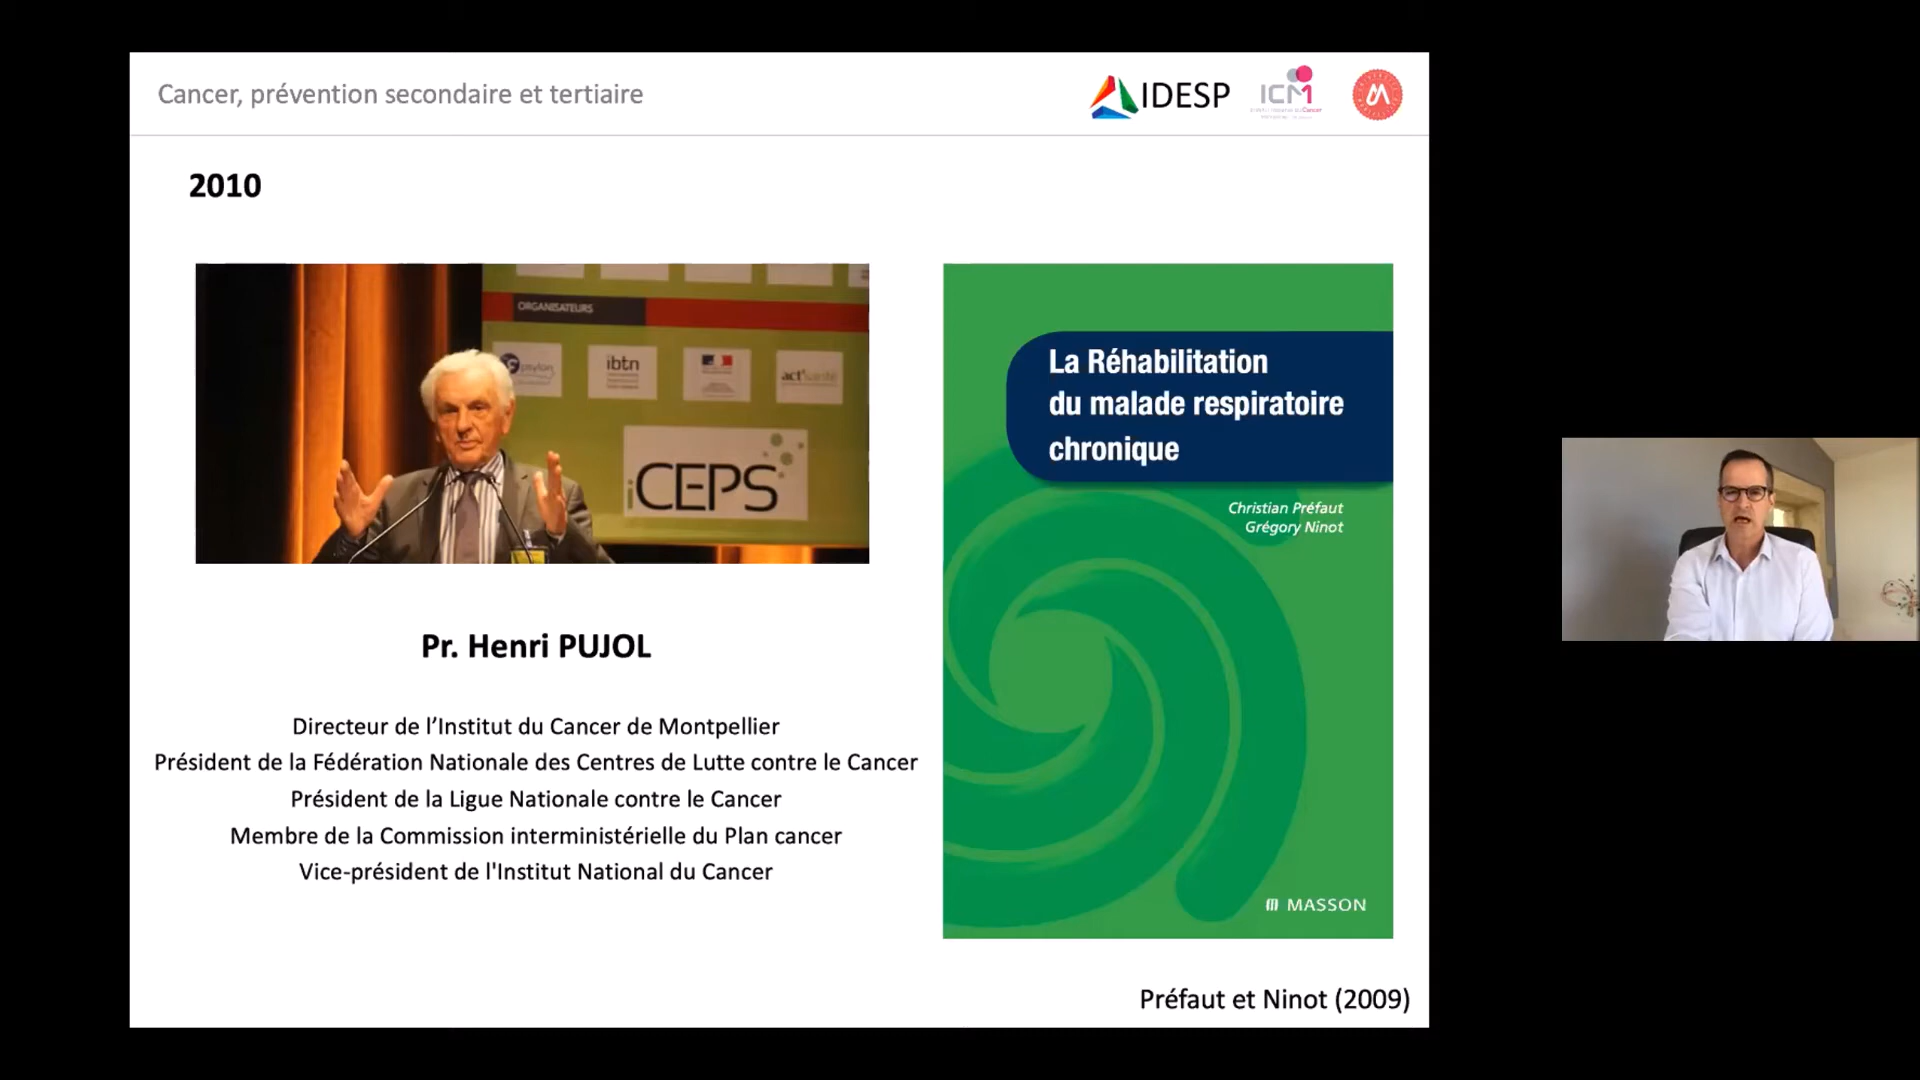 Cancer, prévention secondaire et tertiaire
IDESP
ICM
2010
ORGANISATEURS
ibtn
act'santé
iCEPS
Pr. Henri PUJOL
Directeur de l’Institut du Cancer de Montpellier
Président de la Fédération Nationale des Centres de Lutte contre le Cancer
Président de la Ligue Nationale contre le Cancer
Membre de la Commission interministérielle du Plan cancer
Vice-président de l'Institut National du Cancer
La Réhabilitation
du malade respiratoire
chronique
Christian Préfaut
Grégory Ninot
MASSON
Préfaut et Ninot (2009)